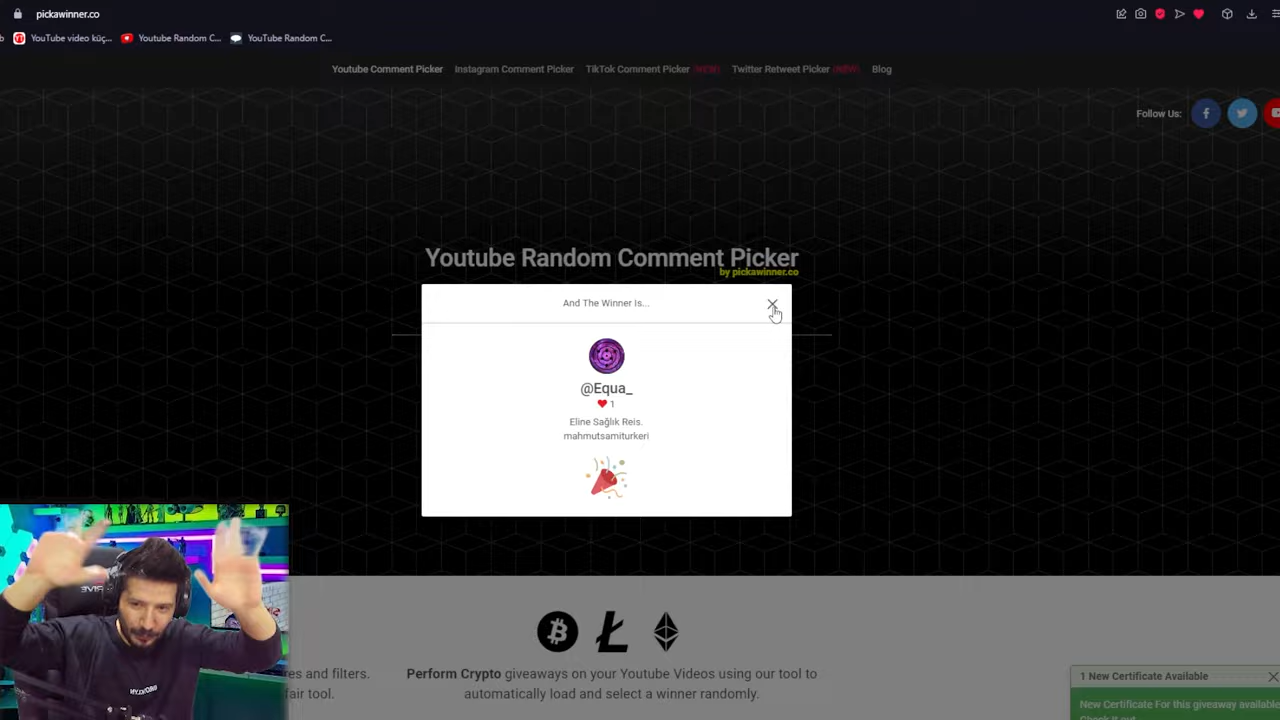 pickawinner.co
YouTube video küç...
Youtube Random C...
YouTube Random C...
Youtube Comment Picker
Instagram Comment Picker
TikTok Comment Picker (NEW)
Twitter Retweet Picker (NEW)
Blog
Follow Us:
Youtube Random Comment Picker
by pickawinner.co
And The Winner Is...
@Equa_
1
Eline Sağlık Reis.
mahmutsamiturkeri
es and filters.
fair tool.
Perform Crypto giveaways on your Youtube Videos using our tool to
automatically load and select a winner randomly.
1 New Certificate Available
New Certificate For this giveaway available